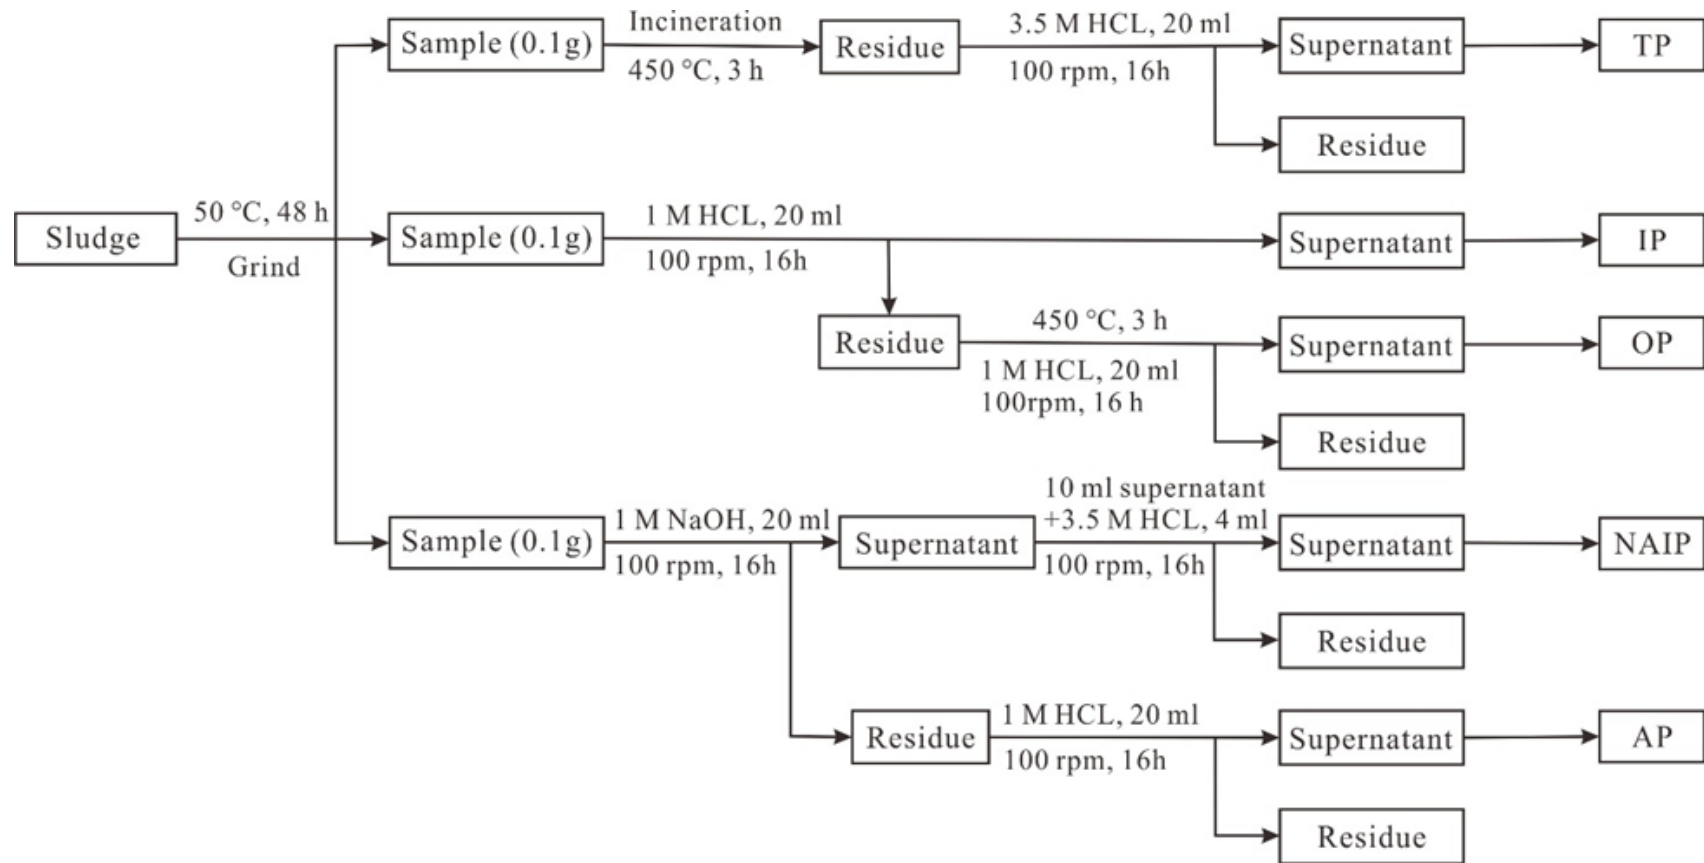 Sample (0.1g)
Incineration
450 °C, 3 h
Residue
3.5 M HCL, 20 ml
100 rpm, 16h
Supernatant
TP
Residue
Sludge
50 °C, 48 h
Grind
Sample (0.1g)
1 M HCL, 20 ml
100 rpm, 16h
Supernatant
IP
Residue
450 °C, 3 h
1 M HCL, 20 ml
100rpm, 16 h
Supernatant
OP
Residue
Sample (0.1g)
1 M NaOH, 20 ml
100 rpm, 16h
Supernatant
10 ml supernatant
+3.5 M HCL, 4 ml
100 rpm, 16h
Supernatant
NAIP
Residue
Residue
1 M HCL, 20 ml
100 rpm, 16h
Supernatant
AP
Residue